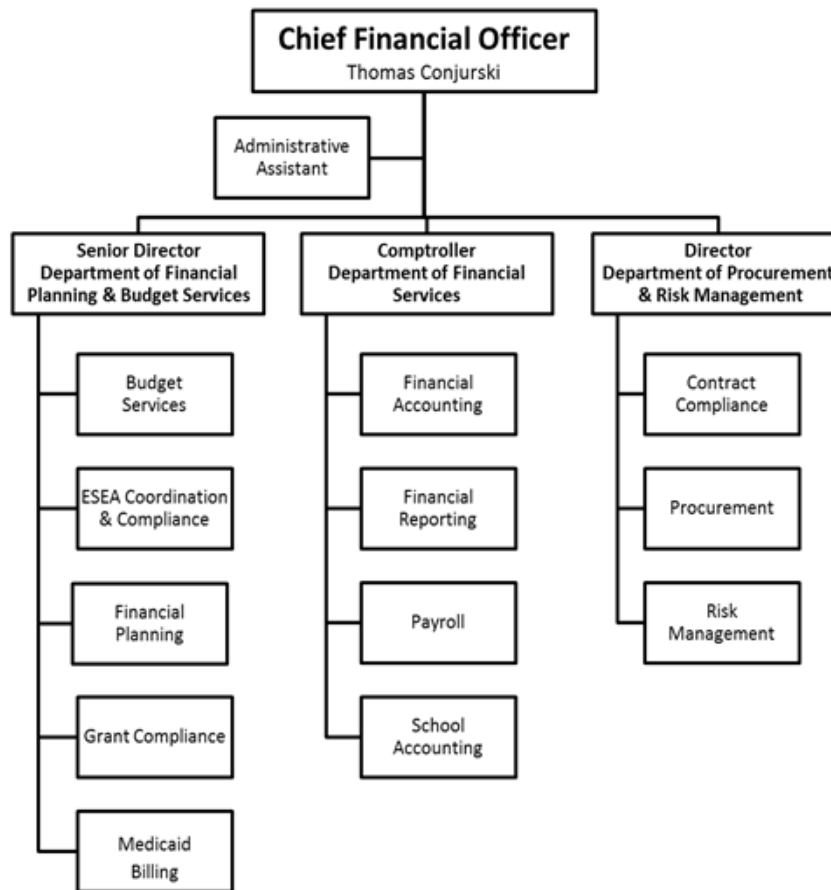 Chief Financial Officer
Thomas Conjurski
Administrative
Assistant
Senior Director
Department of Financial
Planning & Budget Services
Comptroller
Department of Financial
Services
Director
Department of Procurement
& Risk Management
Budget
Services
ESEA Coordination
& Compliance
Financial
Planning
Grant Compliance
Medicaid
Billing
Financial
Accounting
Financial
Reporting
Payroll
School
Accounting
Contract
Compliance
Procurement
Risk
Management